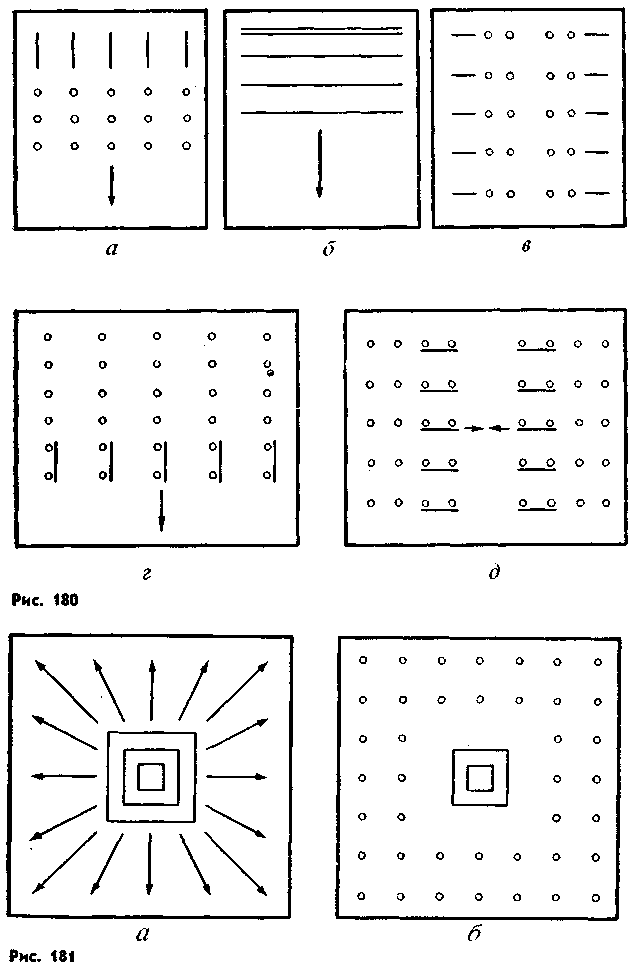 а б в
г д
Рис. 180
а б
Рис. 181